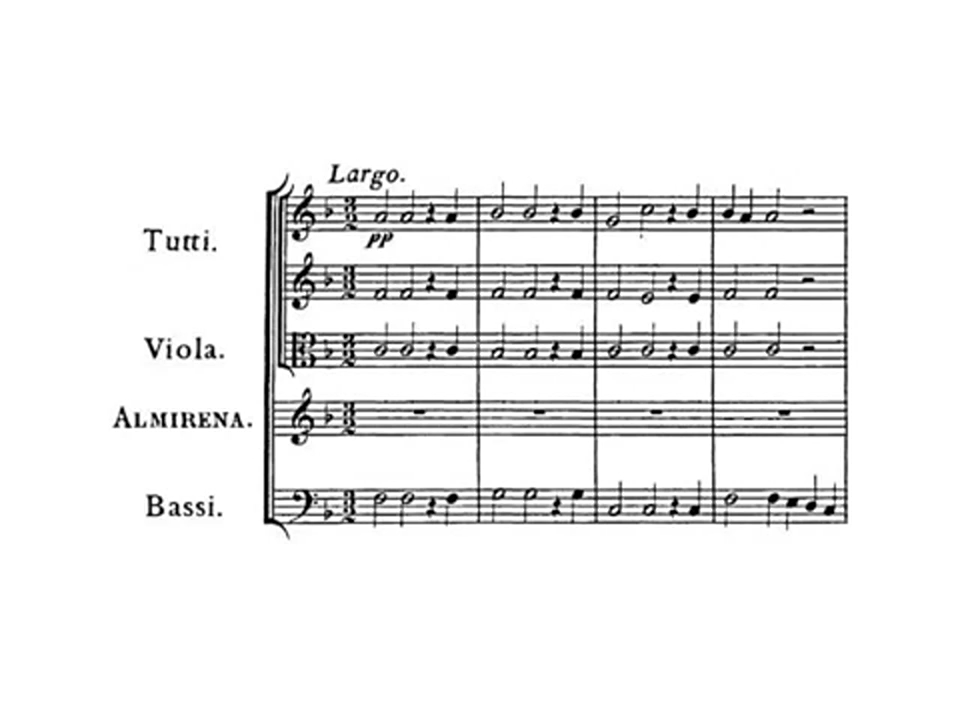 Largo.
Tutti.
pp
Viola.
ALMIRENA.
Bassi.